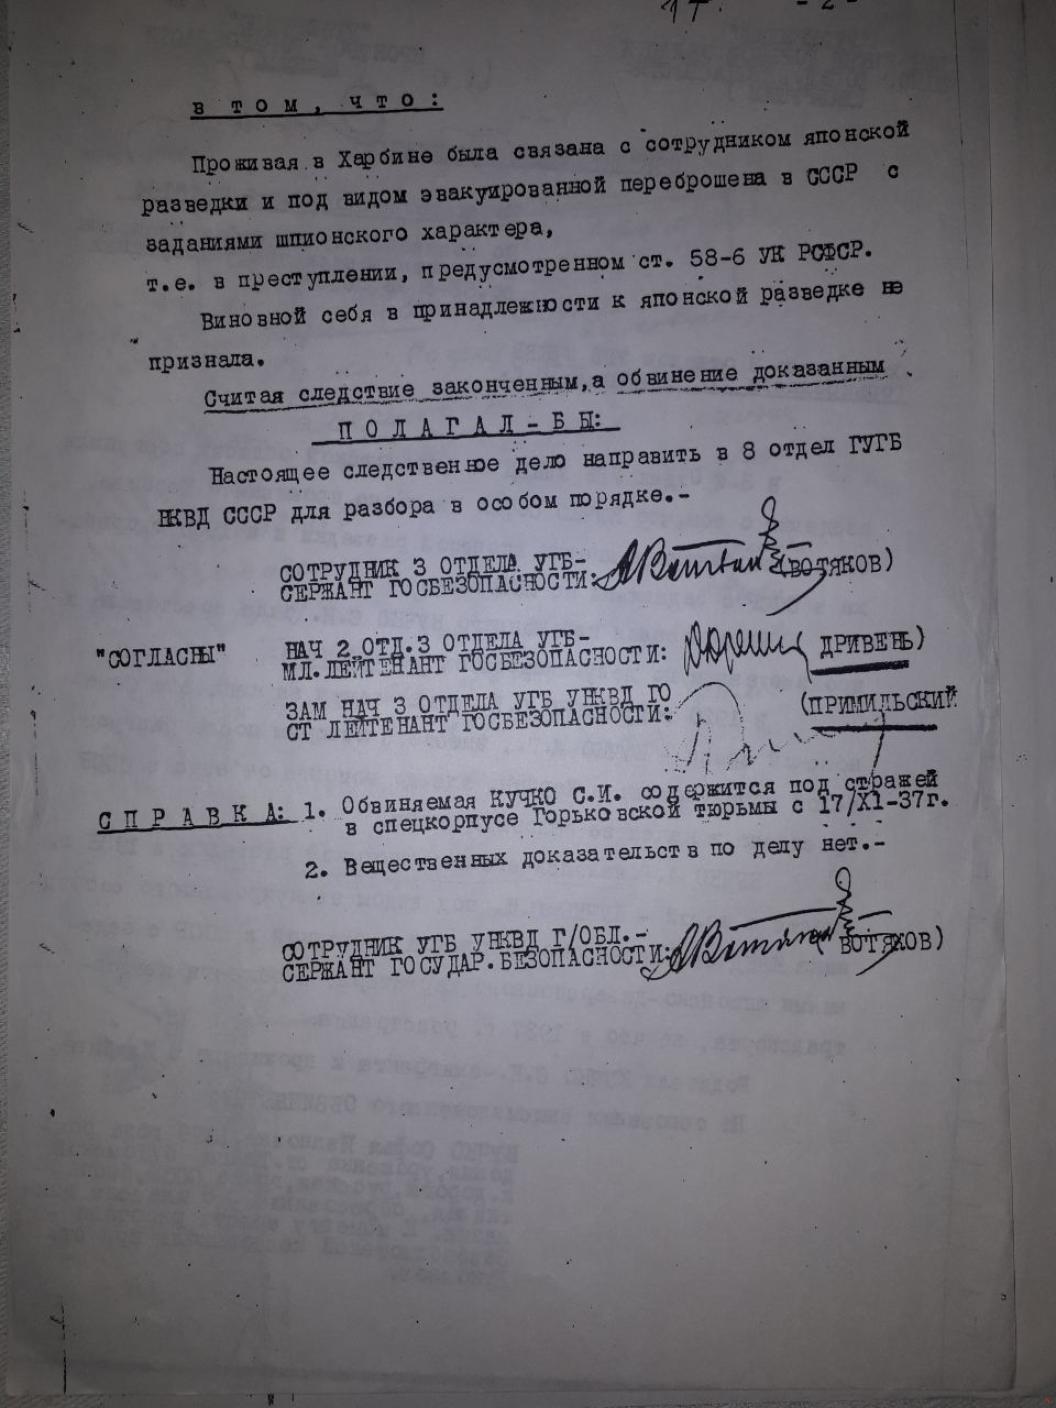 17. - 2 -
В ТОМ, ЧТО:
Проживая в Харбине была связана с сотрудником японской
разведки и под видом эвакуированной переброшена в СССР с
заданиями шпионского характера,
т.е. в преступлении, предусмотренном ст. 58-6 УК РСФСР.
Виновной себя в принадлежности к японской разведке не
признала.
Считая следствие законченным, а обвинение доказанным
ПОЛАГАЛ-БЫ:
Настоящее следственное дело направить в 8 отдел ГУГБ
НКВД СССР для разбора в особом порядке.-
СОТРУДНИК 3 ОТДЕЛА УГБ-
СЕРЖАНТ ГОСБЕЗОПАСНОСТИ: (ВОТЯКОВ)
"СОГЛАСНЫ" НАЧ 2 ОТД.3 ОТДЕЛА УГБ-
МЛ.ЛЕЙТЕНАНТ ГОСБЕЗОПАСНОСТИ: (ДРИВЕНЬ)
ЗАМ НАЧ 3 ОТДЕЛА УГБ УНКВД ГО
СТ ЛЕЙТЕНАНТ ГОСБЕЗОПАСНОСТИ: (ПРИМИЛЬСКИЙ
СПРАВКА: 1. Обвиняемая КУЧКО С.И. содержится под стражей
в спецкорпусе Горьковской тюрьмы с 17/XI-37г.
2. Вещественных доказательств по делу нет.-
СОТРУДНИК УГБ УНКВД Г/ОБЛ.-
СЕРЖАНТ ГОСУДАР.БЕЗОПАСНОСТИ: (ВОТЯКОВ)